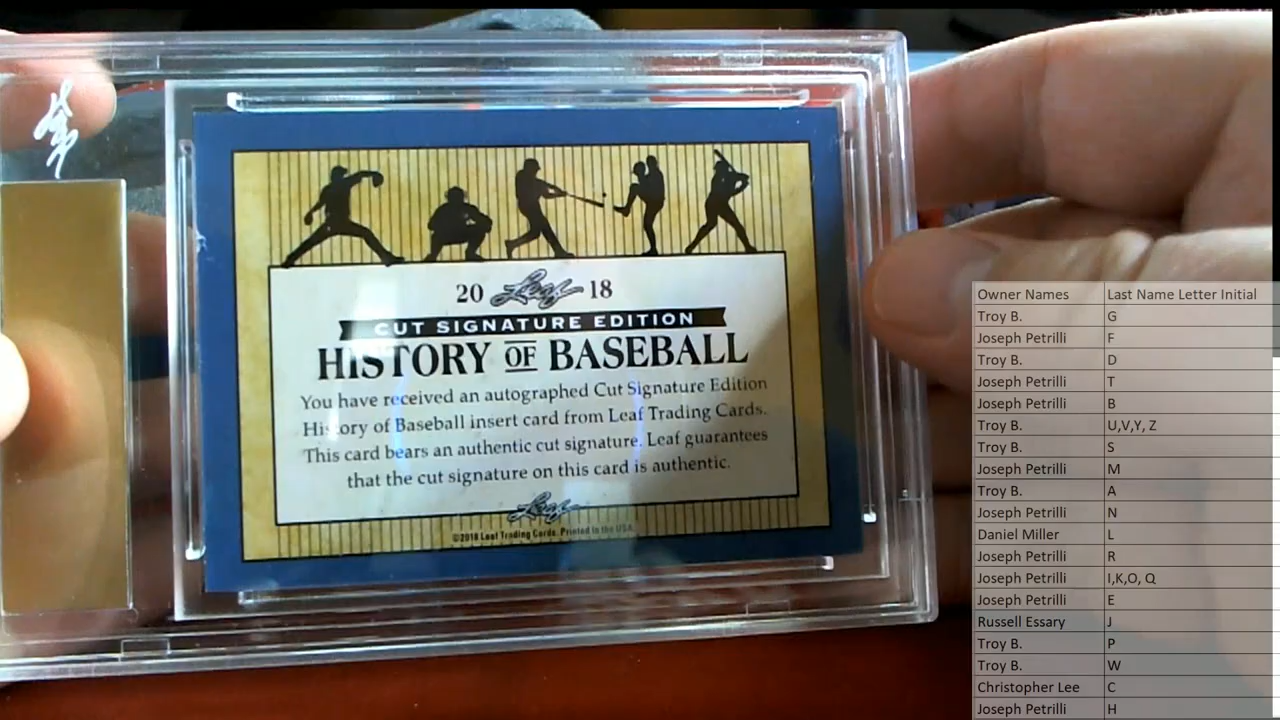 20 Leaf 18
CUT SIGNATURE EDITION
HISTORY OF BASEBALL
You have received an autographed Cut Signature Edition
History of Baseball insert card from Leaf Trading Cards.
This card bears an authentic cut signature. Leaf guarantees
that the cut signature on this card is authentic.
Leaf
©2018 Leaf Trading Cards. Printed in the USA.
Owner Names Last Name Letter Initial
Troy B. G
Joseph Petrilli F
Troy B. D
Joseph Petrilli T
Joseph Petrilli B
Troy B. U,V,Y, Z
Troy B. S
Joseph Petrilli M
Troy B. A
Joseph Petrilli N
Daniel Miller L
Joseph Petrilli R
Joseph Petrilli I,K,O, Q
Joseph Petrilli E
Russell Essary J
Troy B. P
Troy B. W
Christopher Lee C
Joseph Petrilli H